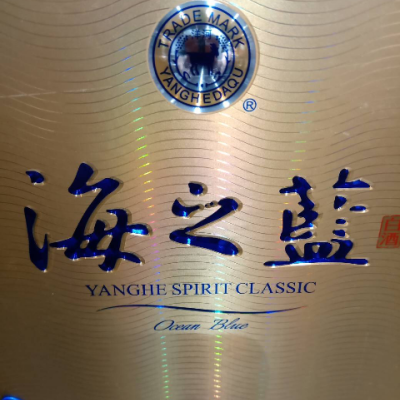 TRADE MARK
YANGHEDAQU
®
海之藍
YANGHE SPIRIT CLASSIC
Ocean Blue